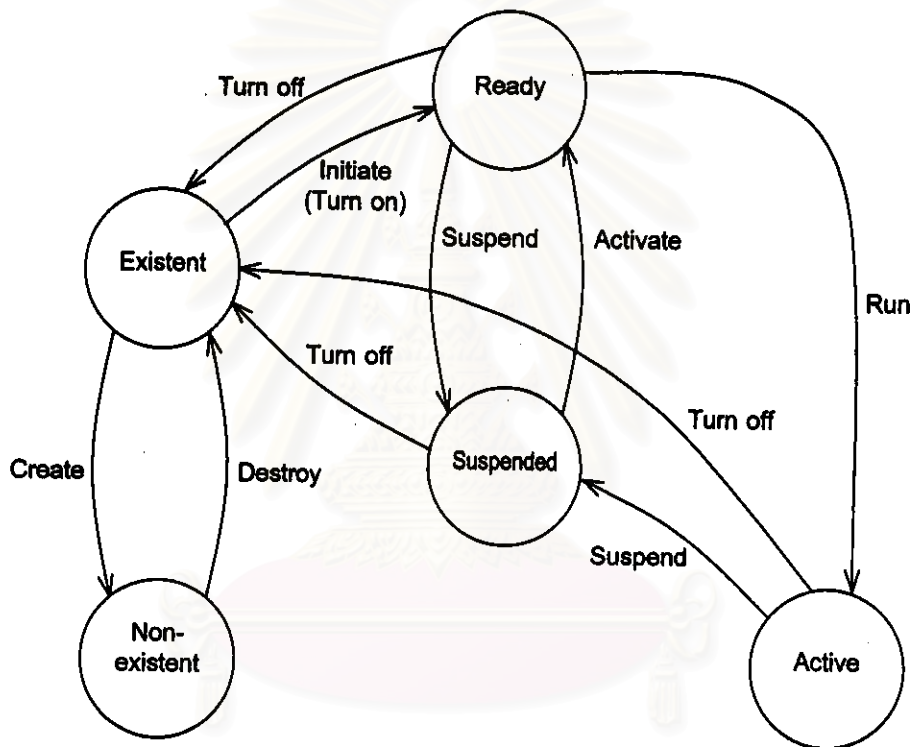 Ready
Turn off
Initiate
(Turn on)
Suspend
Activate
Existent
Run
Turn off
Turn off
Suspended
Create
Destroy
Suspend
Non-
existent
Active